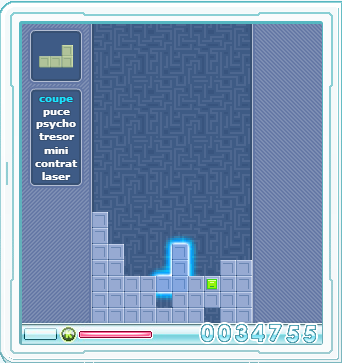 coupe
puce
psycho
tresor
mini
contrat
laser
0034755